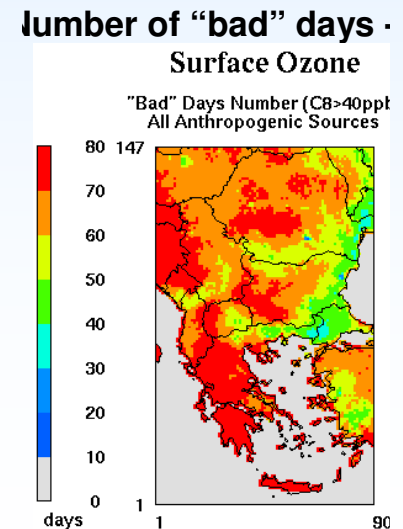 Number of “bad” days -
Surface Ozone
"Bad" Days Number (C8>40ppb
All Anthropogenic Sources
80
70
60
50
40
30
20
10
0
days
147
1
1
90